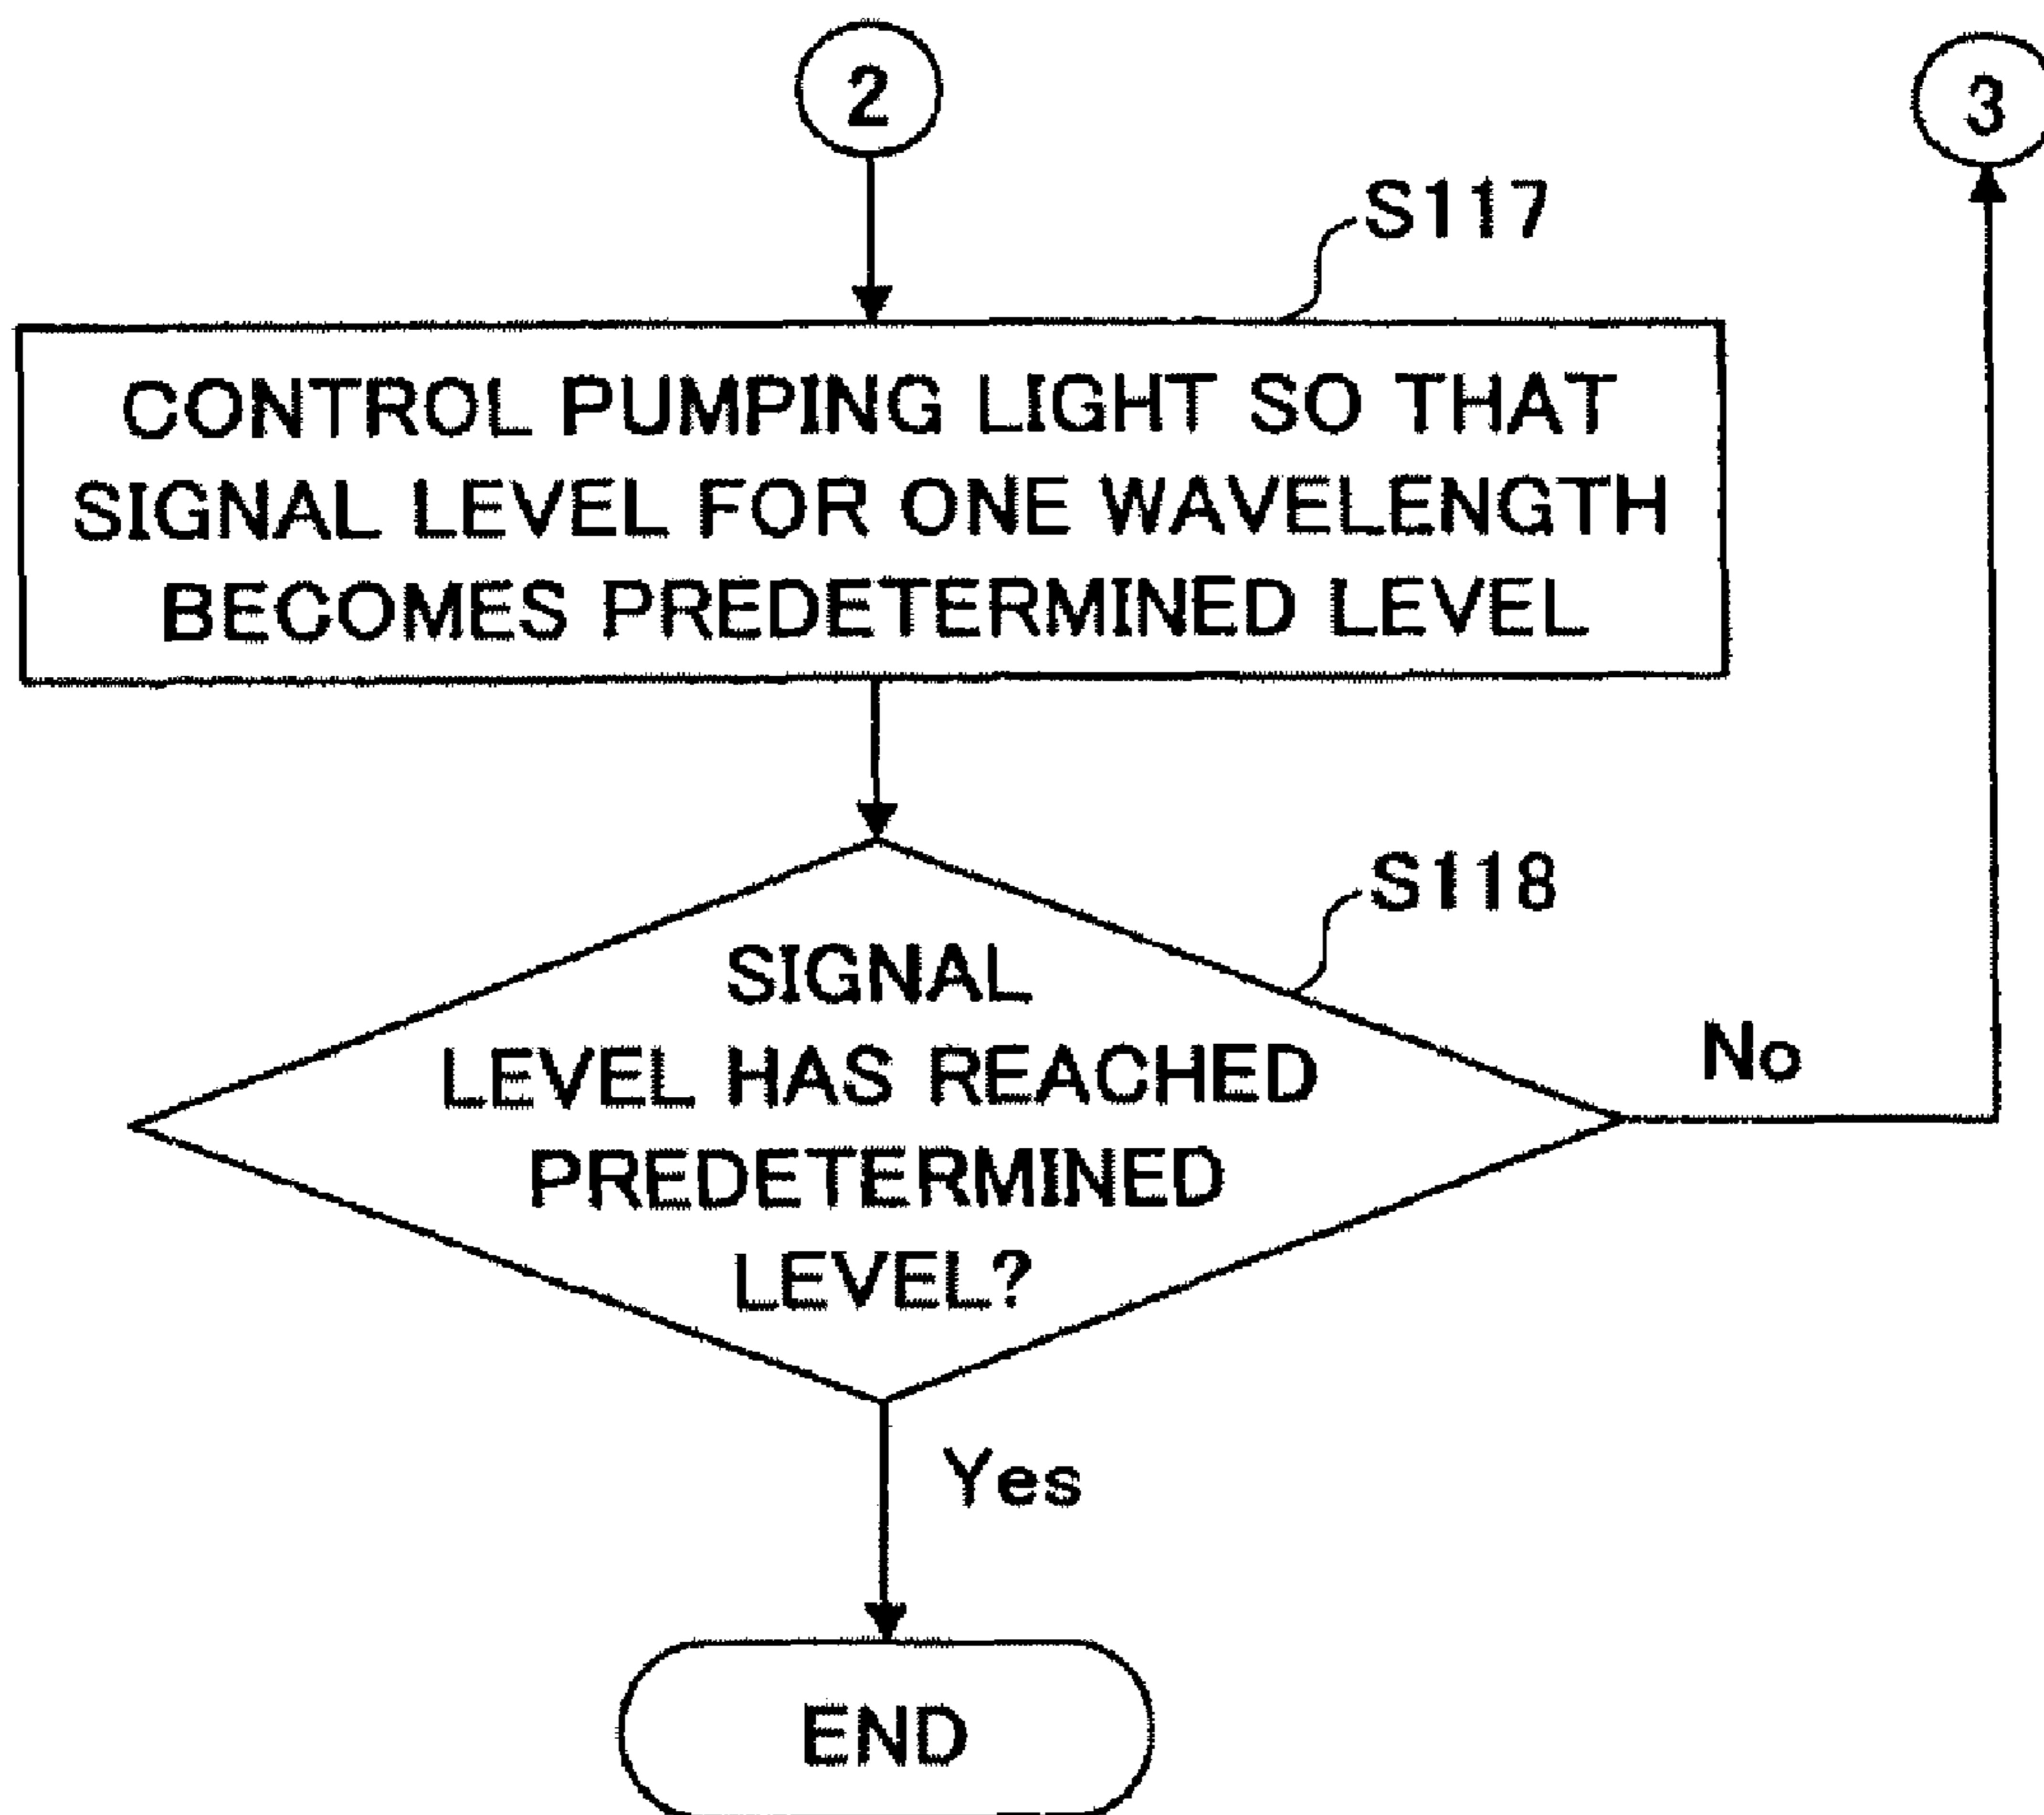 2
3
S117
CONTROL PUMPING LIGHT SO THAT
SIGNAL LEVEL FOR ONE WAVELENGTH
BECOMES PREDETERMINED LEVEL
S118
SIGNAL
LEVEL HAS REACHED
PREDETERMINED
LEVEL?
No
Yes
END